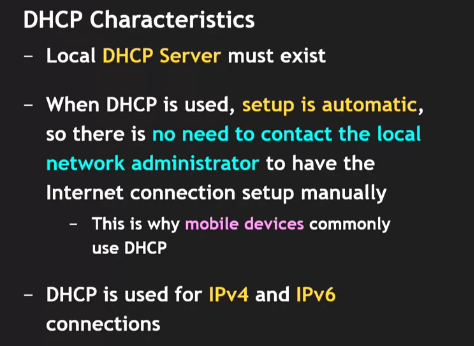 DHCP Characteristics
– Local DHCP Server must exist
– When DHCP is used, setup is automatic,
so there is no need to contact the local
network administrator to have the
Internet connection setup manually
– This is why mobile devices commonly
use DHCP
– DHCP is used for IPv4 and IPv6
connections